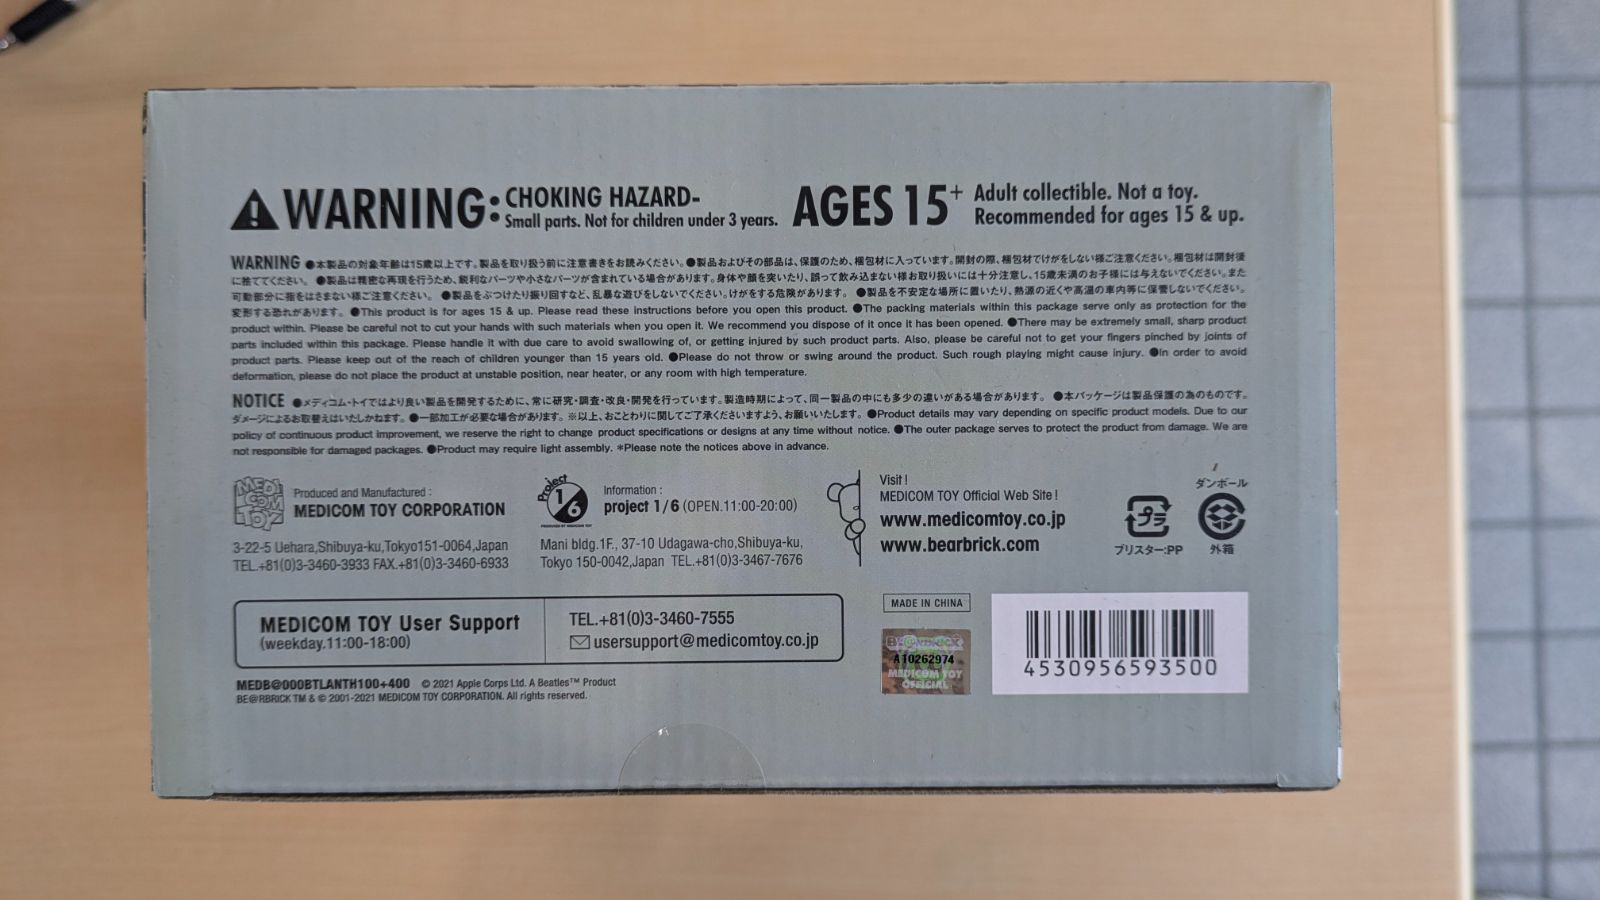 WARNING: CHOKING HAZARD-
Small parts. Not for children under 3 years.
AGES 15+ Adult collectible. Not a toy.
Recommended for ages 15 & up.
WARNING ●本製品の対象年齢は15歳以上です。製品を取り扱う前に注意書きをお読みください。●製品およびその部品は、保護のため、梱包材に入っています。開封の際、梱包材でけがをしない様ご注意ください。梱包材は開封後
に捨ててください。 ●製品は精密な再現を行うため、鋭利なパーツや小さなパーツが含まれている場合があります。身体や顔を突いたり、誤って飲み込まない様お取り扱いには十分注意し、15歳未満のお子様には与えないでください。また
可動部分に指をはさまない様ご注意ください。 ●製品をぶつけたり振り回すなど、乱暴な遊びをしないでください。けがをする危険があります。 ●製品を不安定な場所に置いたり、熱源の近くや高温の車内等に保管しないでください。
変形する恐れがあります。 ●This product is for ages 15 & up. Please read these instructions before you open this product. ●The packing materials within this package serve only as protection for the
product within. Please be careful not to cut your hands with such materials when you open it. We recommend you dispose of it once it has been opened. ●There may be extremely small, sharp product
parts included within this package. Please handle it with due care to avoid swallowing of, or getting injured by such product parts. Also, please be careful not to get your fingers pinched by joints of
product parts. Please keep out of the reach of children younger than 15 years old. ●Please do not throw or swing around the product. Such rough playing might cause injury. ●In order to avoid
deformation, please do not place the product at unstable position, near heater, or any room with high temperature.
NOTICE ●メディコム・トイではより良い製品を開発するために、常に研究・調査・改良・開発を行っています。製造時期によって、同一製品の中にも多少の違いがある場合があります。 ●本パッケージは製品保護の為のものです。
ダメージによるお取替えはいたしかねます。●一部加工が必要な場合があります。※以上、おことわりに関してご了承くださいますよう、お願いいたします。 ●Product details may vary depending on specific product models. Due to our
policy of continuous product improvement, we reserve the right to change product specifications or designs at any time without notice. ●The outer package serves to protect the product from damage. We are
not responsible for damaged packages. ●Product may require light assembly. *Please note the notices above in advance.
MEDI COM TOY
Produced and Manufactured :
MEDICOM TOY CORPORATION
3-22-5 Uehara,Shibuya-ku,Tokyo151-0064,Japan
TEL.+81(0)3-3460-3933 FAX.+81(0)3-3460-6933
Project 1/6
PRODUCED BY MEDICOM TOY
Information :
project 1/6 (OPEN.11:00-20:00)
Mani bldg.1F., 37-10 Udagawa-cho,Shibuya-ku,
Tokyo 150-0042,Japan TEL.+81(0)3-3467-7676
Visit !
MEDICOM TOY Official Web Site !
www.medicomtoy.co.jp
www.bearbrick.com
プラ
ブリスター:PP
ダンボール
外箱
MEDICOM TOY User Support
(weekday.11:00-18:00)
TEL.+81(0)3-3460-7555
usersupport@medicomtoy.co.jp
MADE IN CHINA
BE@RBRICK
A10262974
MEDICOM TOY
OFFICIAL
4530956593500
MEDB@000BTLANTH100+400 © 2021 Apple Corps Ltd. A Beatles™ Product
BE@RBRICK TM & © 2001-2021 MEDICOM TOY CORPORATION. All rights reserved.